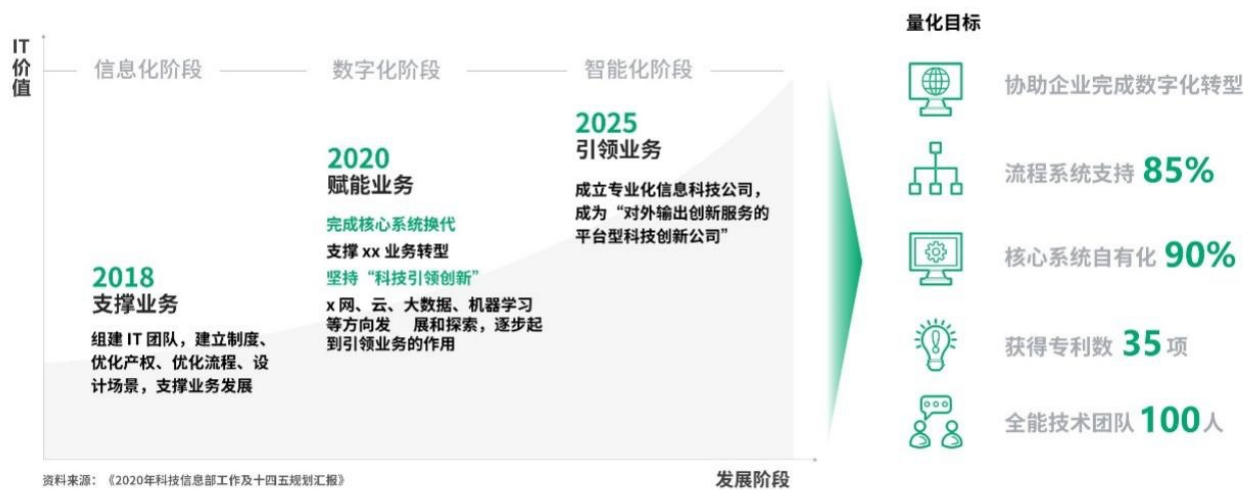 IT
价
值
信息化阶段
数字化阶段
智能化阶段
2018
支撑业务
组建 IT 团队，建立制度、
优化产权、优化流程、设
计场景，支撑业务发展
2020
赋能业务
完成核心系统换代
支撑 xx 业务转型
坚持“科技引领创新”
x 网、云、大数据、机器学习
等方向发 展和探索，逐步起
到引领业务的作用
2025
引领业务
成立专业化信息科技公司，
成为“对外输出创新服务的
平台型科技创新公司”
发展阶段
资料来源：《2020年科技信息部工作及十四五规划汇报》
量化目标
协助企业完成数字化转型
流程系统支持 85%
核心系统自有化 90%
获得专利数 35 项
全能技术团队 100 人